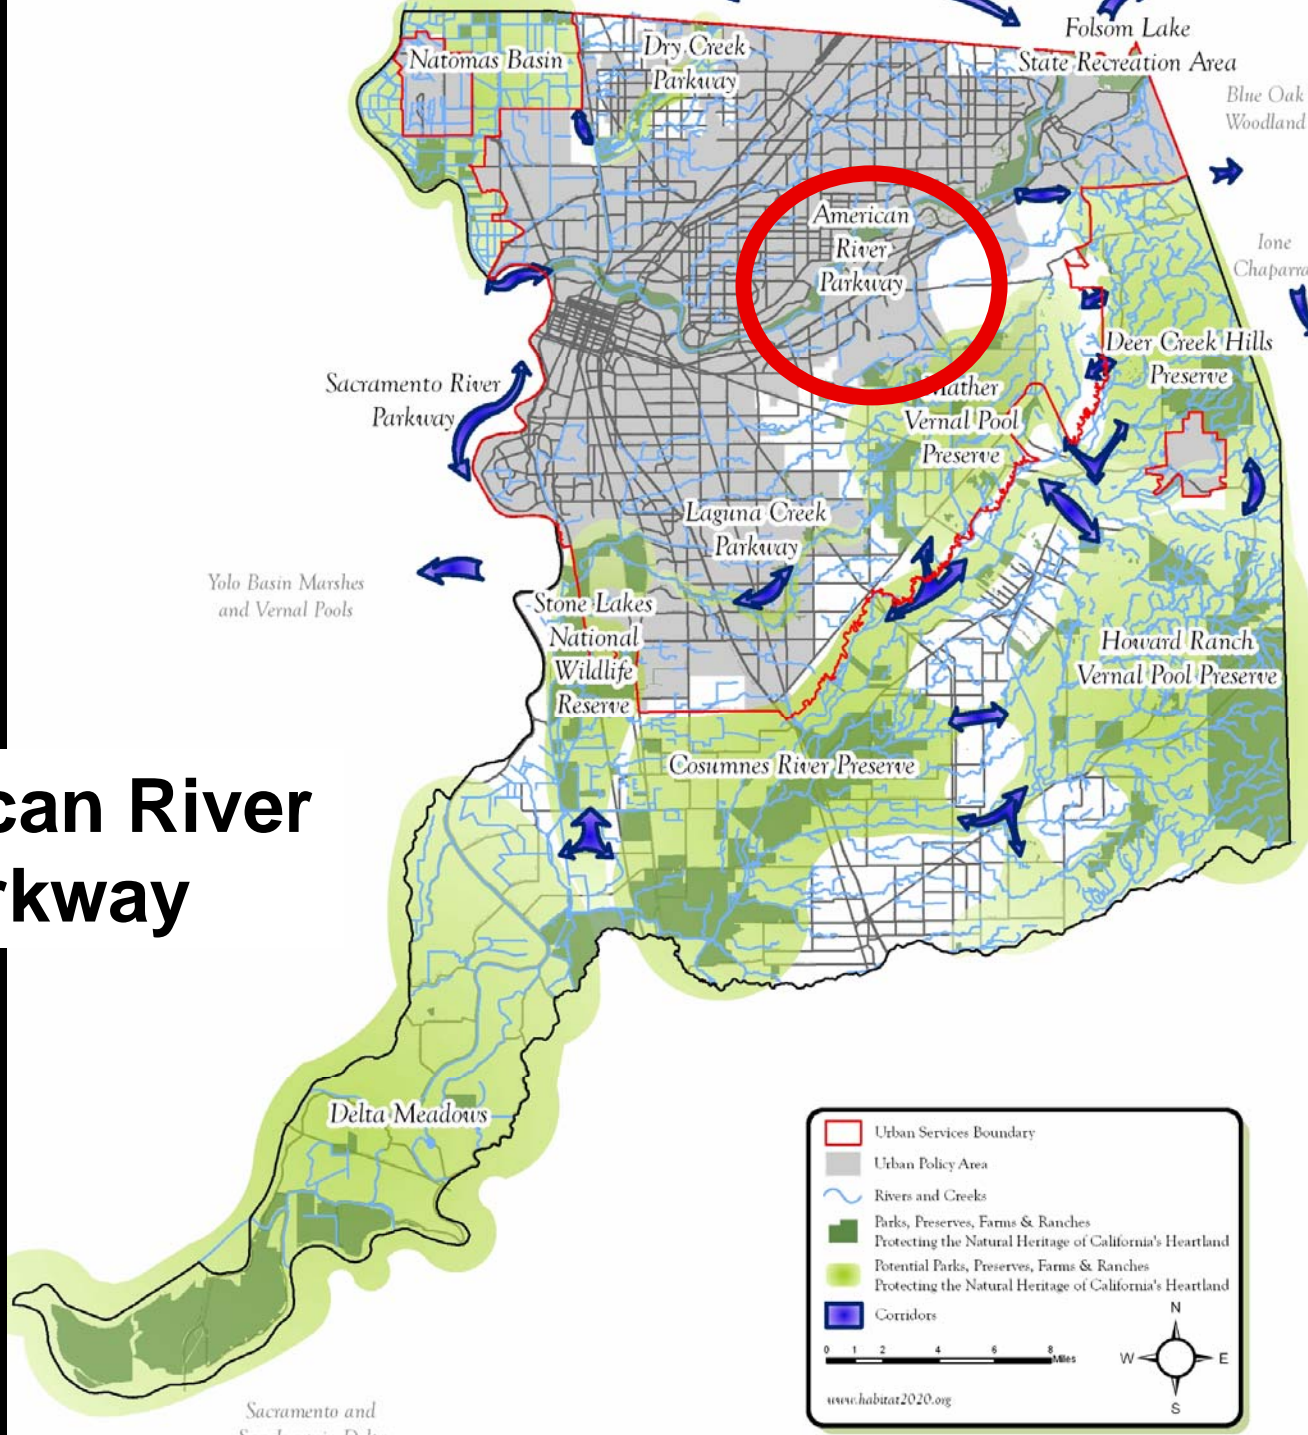 Folsom Lake
State Recreation Area
Natomas Basin
Dry Creek
Parkway
Blue Oak
Woodland
American
River
Parkway
Ione
Deer Creek Hills
Preserve
Sacramento River
Parkway
Mather
Vernal Pool
Preserve
Laguna Creek
Parkway
Yolo Basin Marshes
and Vernal Pools
Stone Lakes
National
Wildlife
Reserve
Howard Ranch
Vernal Pool Preserve
Cosumnes River Preserve
can River
rkway
Delta Meadows
Urban Services Boundary
Urban Policy Area
Rivers and Creeks
Parks, Preserves, Farms & Ranches
Protecting the Natural Heritage of California's Heartland
Potential Parks, Preserves, Farms & Ranches
Protecting the Natural Heritage of California's Heartland
Corridors
0 1 2 4 6 8
Miles
N
W E
S
www.habitat2020.org
Sacramento and